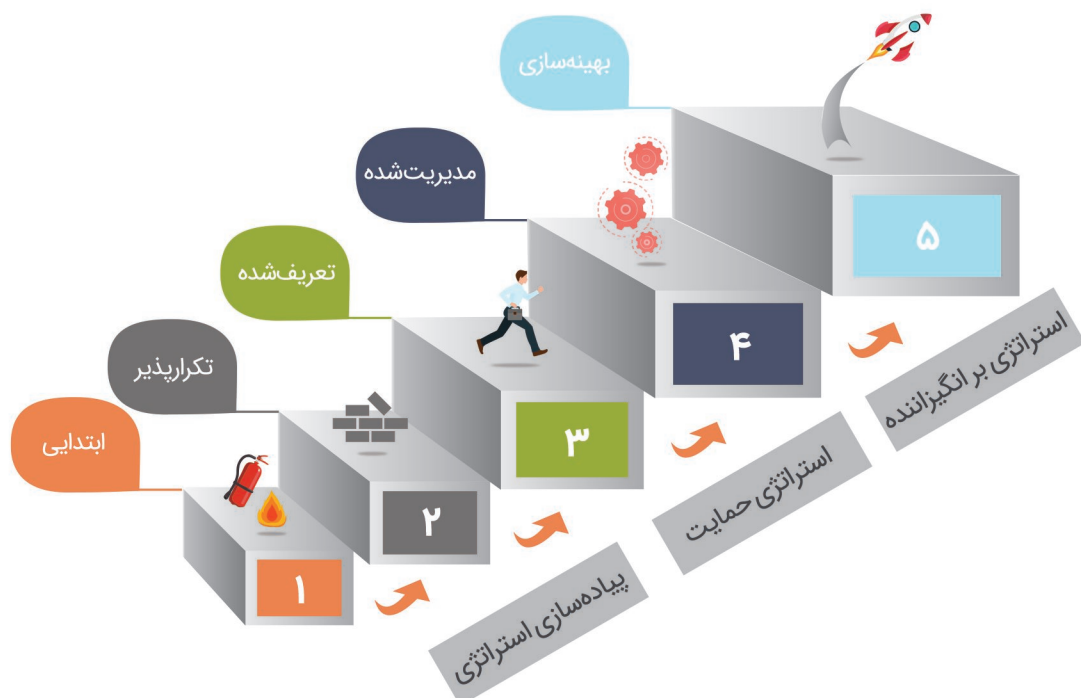 بهینه‌سازی
مدیریت‌شده
تعریف‌شده
تکرارپذیر
ابتدایی
۱
۲
۳
۴
۵
پیاده‌سازی استراتژی
استراتژی حمایت
استراتژی بر انگیزاننده